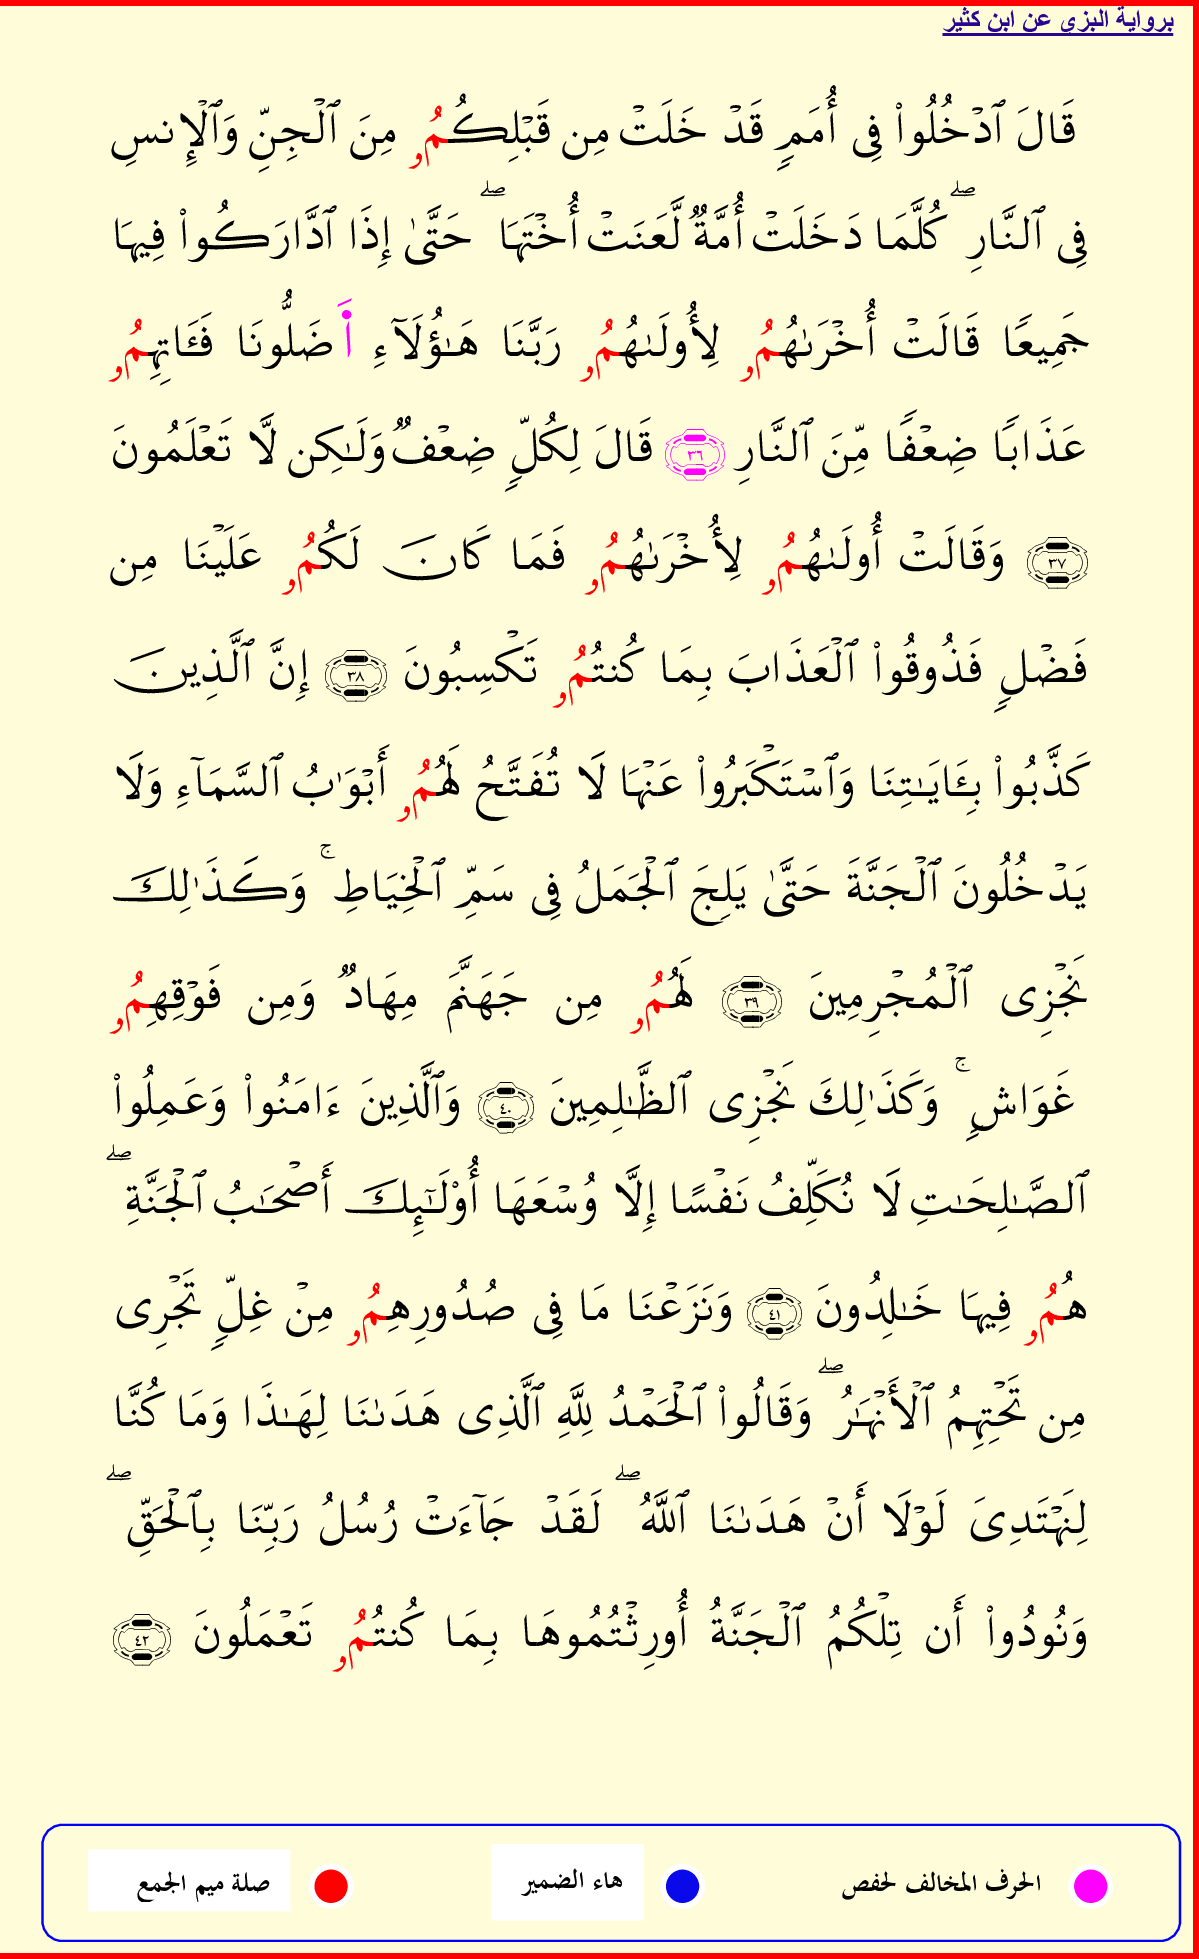 برواية البزى عن ابن كثير
قَالَ ٱدۡخُلُواْ فِى أُمَمٍ قَدۡ خَلَتۡ مِن قَبۡلِكُمُۥ مِنَ ٱلۡجِنِّ وَٱلۡإِنسِ
فِى ٱلنَّارِۖ كُلَّمَا دَخَلَتۡ أُمَّةٌ لَّعَنَتۡ أُخۡتَهَاۖ حَتَّىٰ إِذَا ٱدَّارَكُواْ فِيهَا
جَمِيعًا قَالَتۡ أُخۡرَىٰهُمُۥ لِأُولَىٰهُمُۥ رَبَّنَا هَـٰٓؤُلَآءِ أَ۬ضَلُّونَا فَـَٔاتِهِمُۥ
عَذَابًا ضِعۡفًا مِّنَ ٱلنَّارِ ٣٦ قَالَ لِكُلٍّ ضِعۡفٌ وَلَـٰكِن لَّا تَعۡلَمُونَ
٣٧ وَقَالَتۡ أُولَىٰهُمُۥ لِأُخۡرَىٰهُمُۥ فَمَا كَانَ لَكُمُۥ عَلَيۡنَا مِن
فَضۡلٍ فَذُوقُواْ ٱلۡعَذَابَ بِمَا كُنتُمُۥ تَكۡسِبُونَ ٣٨ إِنَّ ٱلَّذِينَ
كَذَّبُواْ بِـَٔايَـٰتِنَا وَٱسۡتَكۡبَرُواْ عَنۡهَا لَا تُفَتَّحُ لَهُمُۥ أَبۡوَٰبُ ٱلسَّمَآءِ وَلَا
يَدۡخُلُونَ ٱلۡجَنَّةَ حَتَّىٰ يَلِجَ ٱلۡجَمَلُ فِى سَمِّ ٱلۡخِيَاطِۚ وَكَذَٰلِكَ
نَجۡزِى ٱلۡمُجۡرِمِينَ ٣٩ لَهُمُۥ مِن جَهَنَّمَ مِهَادٌ وَمِن فَوۡقِهِمُۥ
غَوَاشٍۚ وَكَذَٰلِكَ نَجۡزِى ٱلظَّـٰلِمِينَ ٤٠ وَٱلَّذِينَ ءَامَنُواْ وَعَمِلُواْ
ٱلصَّـٰلِحَـٰتِ لَا نُكَلِّفُ نَفۡسًا إِلَّا وُسۡعَهَا أُوْلَـٰٓئِكَ أَصۡحَـٰبُ ٱلۡجَنَّةِۖ
هُمُۥ فِيهَا خَـٰلِدُونَ ٤١ وَنَزَعۡنَا مَا فِى صُدُورِهِمُۥ مِنۡ غِلٍّ تَجۡرِى
مِن تَحۡتِهِمُ ٱلۡأَنۡهَـٰرُۖ وَقَالُواْ ٱلۡحَمۡدُ لِلَّهِ ٱلَّذِى هَدَىٰنَا لِهَـٰذَا وَمَا كُنَّا
لِنَهۡتَدِىَ لَوۡلَا أَنۡ هَدَىٰنَا ٱللَّهُۖ لَقَدۡ جَآءَتۡ رُسُلُ رَبِّنَا بِٱلۡحَقِّۖ
وَنُودُواْ أَن تِلۡكُمُ ٱلۡجَنَّةُ أُورِثۡتُمُوهَا بِمَا كُنتُمُۥ تَعۡمَلُونَ ٤٢
الحرف المخالف لحفص هاء الضمير صلة ميم الجمع